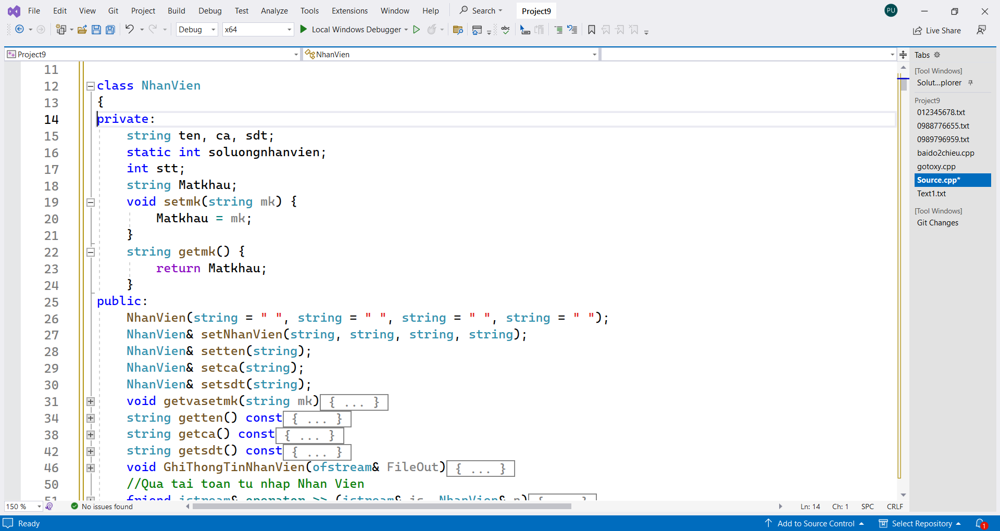 File Edit View Git Project Build Debug Test Analyze Tools Extensions Window Help Search Project9 PU
Debug x64 Local Windows Debugger abc Live Share
Project9 NhanVien
11
12 class NhanVien
13 {
14 private:
15 string ten, ca, sdt;
16 static int soluongnhanvien;
17 int stt;
18 string Matkhau;
19 void setmk(string mk) {
20 Matkhau = mk;
21 }
22 string getmk() {
23 return Matkhau;
24 }
25 public:
26 NhanVien(string = " ", string = " ", string = " ", string = " ");
27 NhanVien& setNhanVien(string, string, string, string);
28 NhanVien& setten(string);
29 NhanVien& setca(string);
30 NhanVien& setsdt(string);
31 void getvasetmk(string mk){ ... }
34 string getten() const{ ... }
38 string getca() const{ ... }
42 string getsdt() const{ ... }
46 void GhiThongTinNhanVien(ofstream& FileOut){ ... }
50 //Qua tai toan tu nhap Nhan Vien
51 friend istream& operator >> (istream& is, NhanVien& n){ ... }
Tabs
[Tool Windows]
Solut...plorer
Project9
012345678.txt
0988776655.txt
0989796959.txt
baido2chieu.cpp
gotoxy.cpp
Source.cpp*
Text1.txt
[Tool Windows]
Git Changes
150 % No issues found Ln: 14 Ch: 1 SPC CRLF
Ready Add to Source Control Select Repository 1